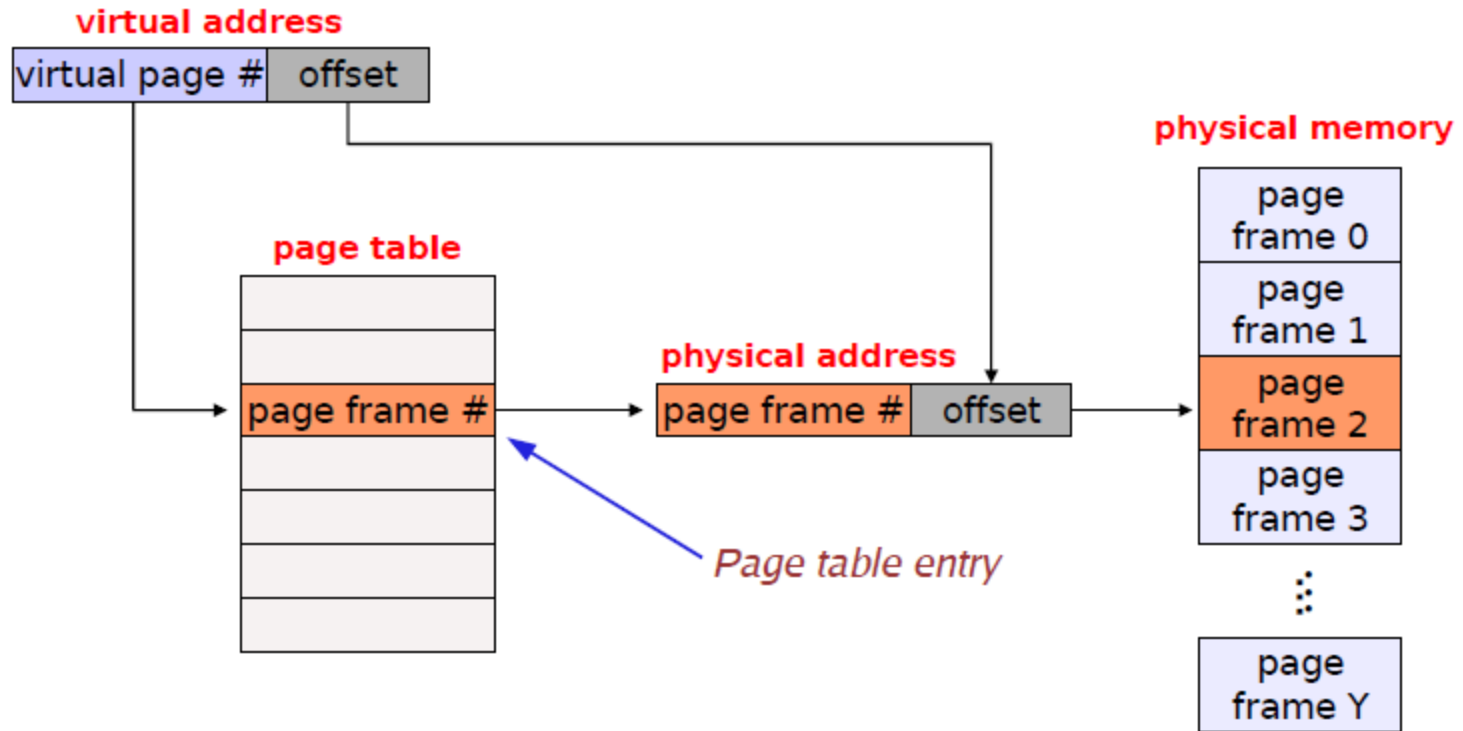 virtual address
virtual page # offset
physical memory
page
frame 0
page table
page
frame 1
physical address
page frame #
page frame # offset
page
frame 2
page
frame 3
Page table entry
page
frame Y